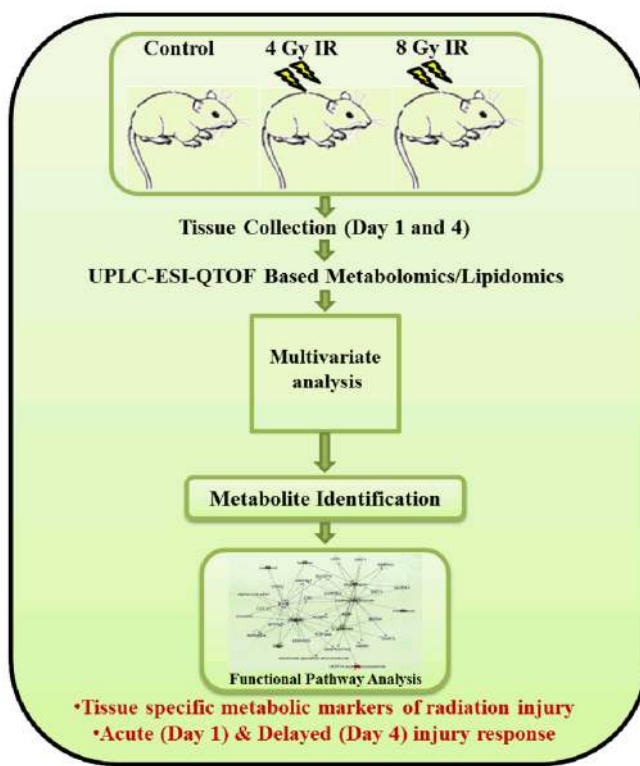 Control 4 Gy IR 8 Gy IR
Tissue Collection (Day 1 and 4)
UPLC-ESI-QTOF Based Metabolomics/Lipidomics
Multivariate
analysis
Metabolite Identification
Functional Pathway Analysis
•Tissue specific metabolic markers of radiation injury
•Acute (Day 1) & Delayed (Day 4) injury response